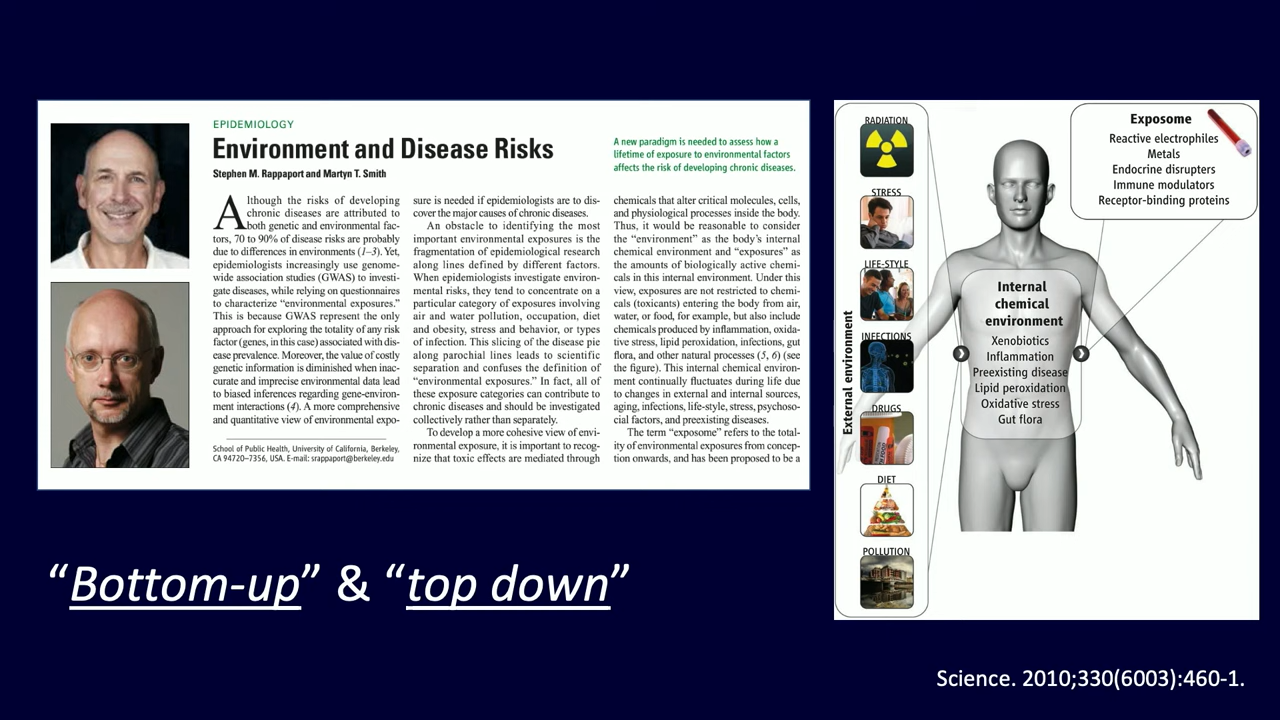 EPIDEMIOLOGY
Environment and Disease Risks
Stephen M. Rappaport and Martyn T. Smith
A new paradigm is needed to assess how a
lifetime of exposure to environmental factors
affects the risk of developing chronic diseases.
Although the risks of developing
chronic diseases are attributed to
both genetic and environmental fac-
tors, 70 to 90% of disease risks are probably
due to differences in environments (1–3). Yet,
epidemiologists increasingly use genome-
wide association studies (GWAS) to investi-
gate diseases, while relying on questionnaires
to characterize “environmental exposures.”
This is because GWAS represent the only
approach for exploring the totality of any risk
factor (genes, in this case) associated with dis-
ease prevalence. Moreover, the value of costly
genetic information is diminished when inac-
curate and imprecise environmental data lead
to biased inferences regarding gene-environ-
ment interactions (4). A more comprehensive
and quantitative view of environmental expo-
School of Public Health, University of California, Berkeley,
CA 94720–7356, USA. E-mail: srappaport@berkeley.edu
sure is needed if epidemiologists are to dis-
cover the major causes of chronic diseases.
An obstacle to identifying the most
important environmental exposures is the
fragmentation of epidemiological research
along lines defined by different factors.
When epidemiologists investigate environ-
mental risks, they tend to concentrate on a
particular category of exposures involving
air and water pollution, occupation, diet
and obesity, stress and behavior, or types
of infection. This slicing of the disease pie
along parochial lines leads to scientific
separation and confuses the definition of
“environmental exposures.” In fact, all of
these exposure categories can contribute to
chronic diseases and should be investigated
collectively rather than separately.
To develop a more cohesive view of envi-
ronmental exposure, it is important to recog-
nize that toxic effects are mediated through
chemicals that alter critical molecules, cells,
and physiological processes inside the body.
Thus, it would be reasonable to consider
the “environment” as the body’s internal
chemical environment and “exposures” as
the amounts of biologically active chemi-
cals in this internal environment. Under this
view, exposures are not restricted to chemi-
cals (toxicants) entering the body from air,
water, or food, for example, but also include
chemicals produced by inflammation, oxida-
tive stress, lipid peroxidation, infections, gut
flora, and other natural processes (5, 6) (see
the figure). This internal chemical environ-
ment continually fluctuates during life due
to changes in external and internal sources,
aging, infections, life-style, stress, psychoso-
cial factors, and preexisting diseases.
The term “exposome” refers to the total-
ity of environmental exposures from concep-
tion onwards, and has been proposed to be a
External environment
RADIATION
STRESS
LIFE-STYLE
INFECTIONS
DRUGS
DIET
POLLUTION
Internal
chemical
environment
Xenobiotics
Inflammation
Preexisting disease
Lipid peroxidation
Oxidative stress
Gut flora
Exposome
Reactive electrophiles
Metals
Endocrine disrupters
Immune modulators
Receptor-binding proteins
“Bottom-up” & “top down”
Science. 2010;330(6003):460-1.